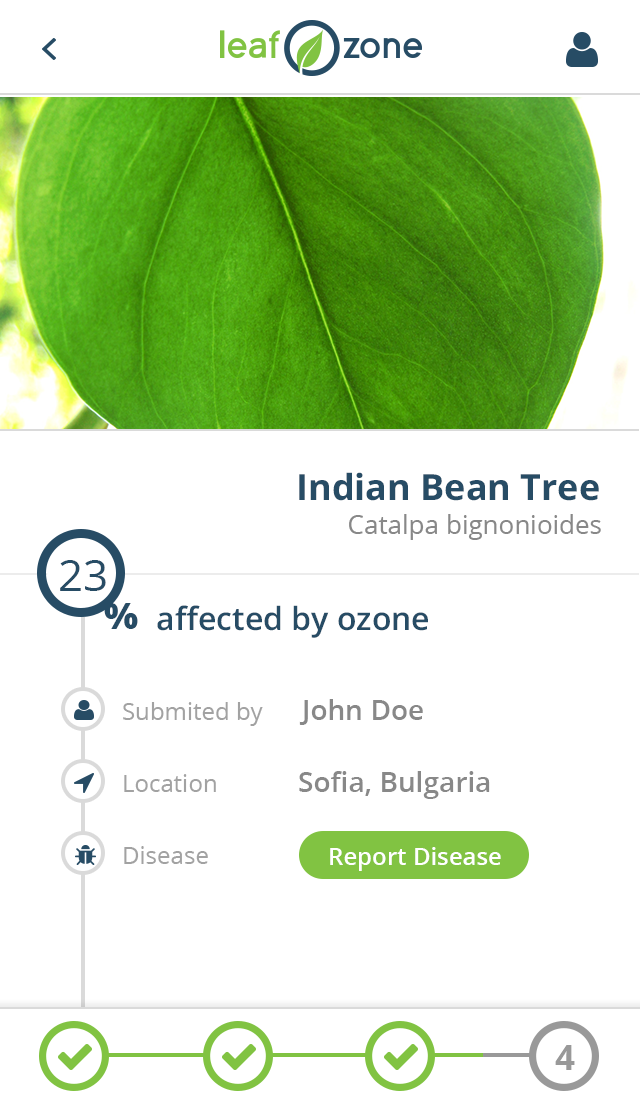 leaf zone
Indian Bean Tree
Catalpa bignonioides
23
% affected by ozone
Submited by John Doe
Location Sofia, Bulgaria
Disease Report Disease
4